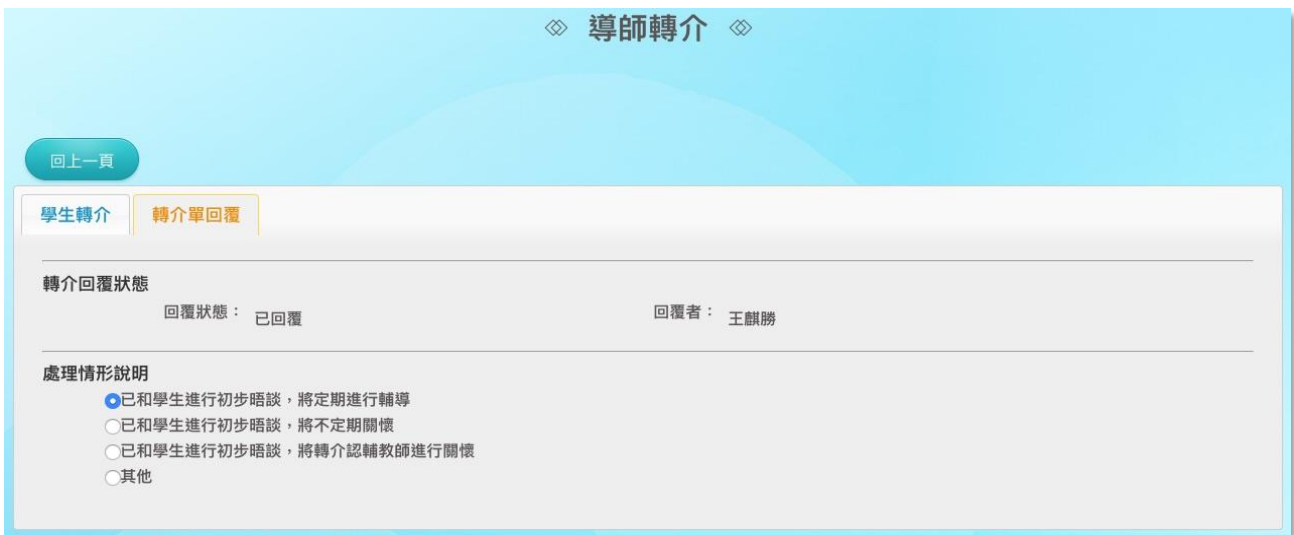 導師轉介
回上一頁
學生轉介 轉介單回覆
轉介回覆狀態
回覆狀態： 已回覆 回覆者： 王麒勝
處理情形說明
已和學生進行初步晤談，將定期進行輔導
已和學生進行初步晤談，將不定期關懷
已和學生進行初步晤談，將轉介認輔教師進行關懷
其他